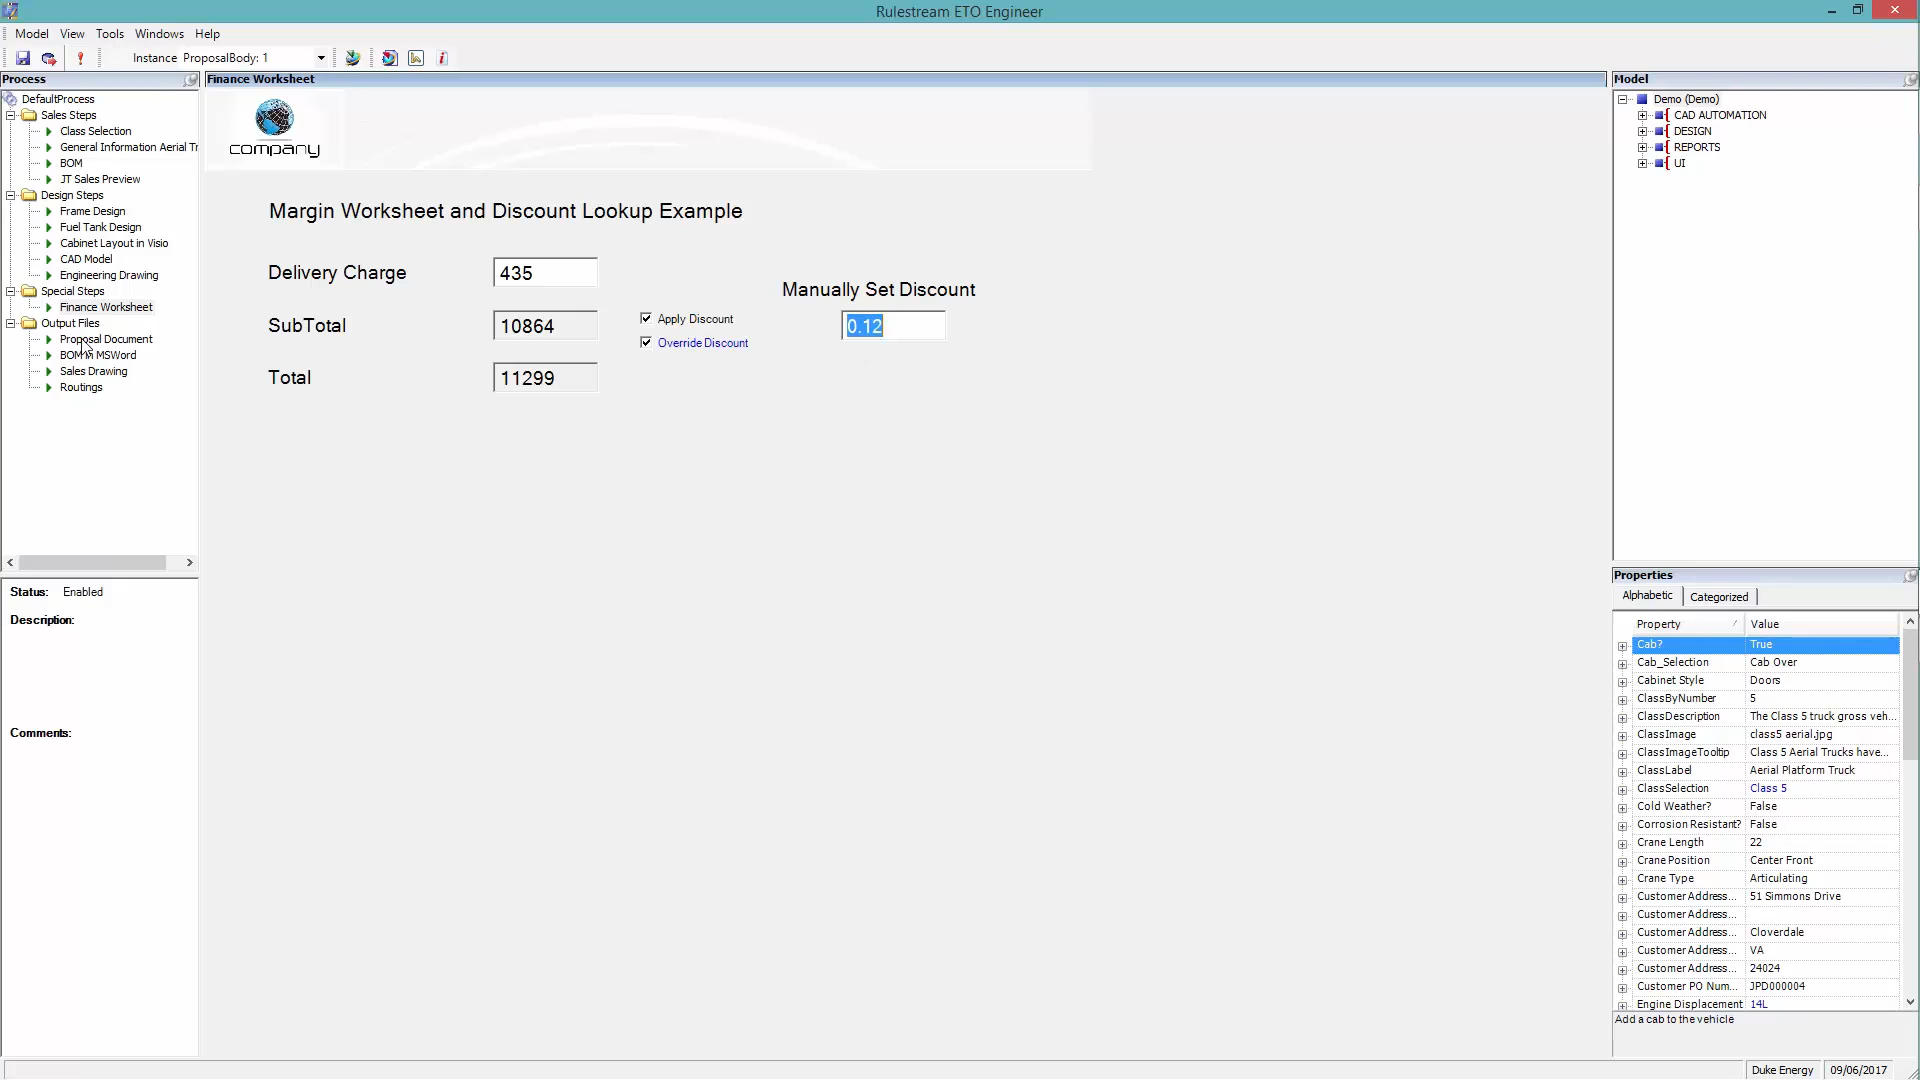 Rulestream ETO Engineer
Model View Tools Windows Help
Instance ProposalBody: 1
Process
DefaultProcess
Sales Steps
Class Selection
General Information Aerial Tr
BOM
JT Sales Preview
Design Steps
Frame Design
Fuel Tank Design
Cabinet Layout in Visio
CAD Model
Engineering Drawing
Special Steps
Finance Worksheet
Output Files
Proposal Document
BOM in MSWord
Sales Drawing
Routings
Status: Enabled
Description:
Comments:
Finance Worksheet
company
Margin Worksheet and Discount Lookup Example
Delivery Charge 435
Manually Set Discount
SubTotal 10864
Apply Discount
0.12
Override Discount
Total 11299
Model
Demo (Demo)
CAD AUTOMATION
DESIGN
REPORTS
UI
Properties
Alphabetic Categorized
Property Value
Cab? True
Cab_Selection Cab Over
Cabinet Style Doors
ClassByNumber 5
ClassDescription The Class 5 truck gross veh...
ClassImage class5 aerial.jpg
ClassImageTooltip Class 5 Aerial Trucks have...
ClassLabel Aerial Platform Truck
ClassSelection Class 5
Cold Weather? False
Corrosion Resistant? False
Crane Length 22
Crane Position Center Front
Crane Type Articulating
Customer Address... 51 Simmons Drive
Customer Address...
Customer Address... Cloverdale
Customer Address... VA
Customer Address... 24024
Customer PO Num... JPD000004
Engine Displacement 14L
Add a cab to the vehicle
Duke Energy 09/06/2017